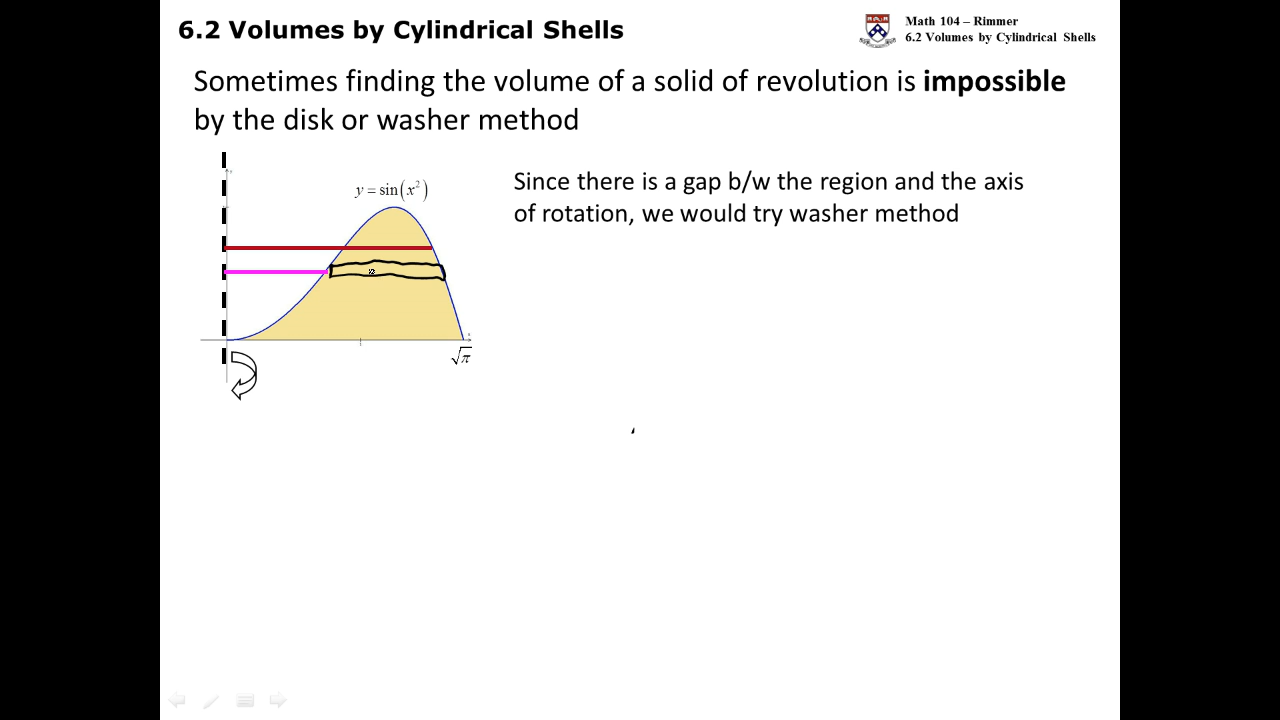 6.2 Volumes by Cylindrical Shells
Math 104 – Rimmer
6.2 Volumes by Cylindrical Shells
Sometimes finding the volume of a solid of revolution is impossible
by the disk or washer method
y = sin(x²)
Since there is a gap b/w the region and the axis
of rotation, we would try washer method
√π